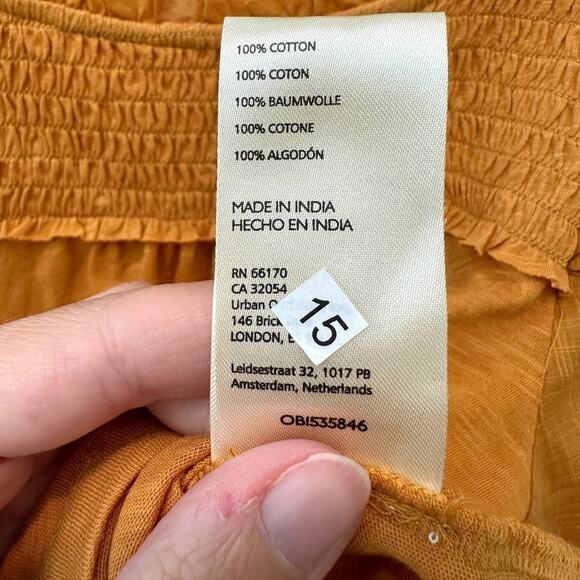 100% COTTON
100% COTON
100% BAUMWOLLE
100% COTONE
100% ALGODÓN
MADE IN INDIA
HECHO EN INDIA
RN 66170
CA 32054
Urban
146
LONDON,
15
Leidsestraat 32, 1017 PB
Amsterdam, Netherlands
OB1535846